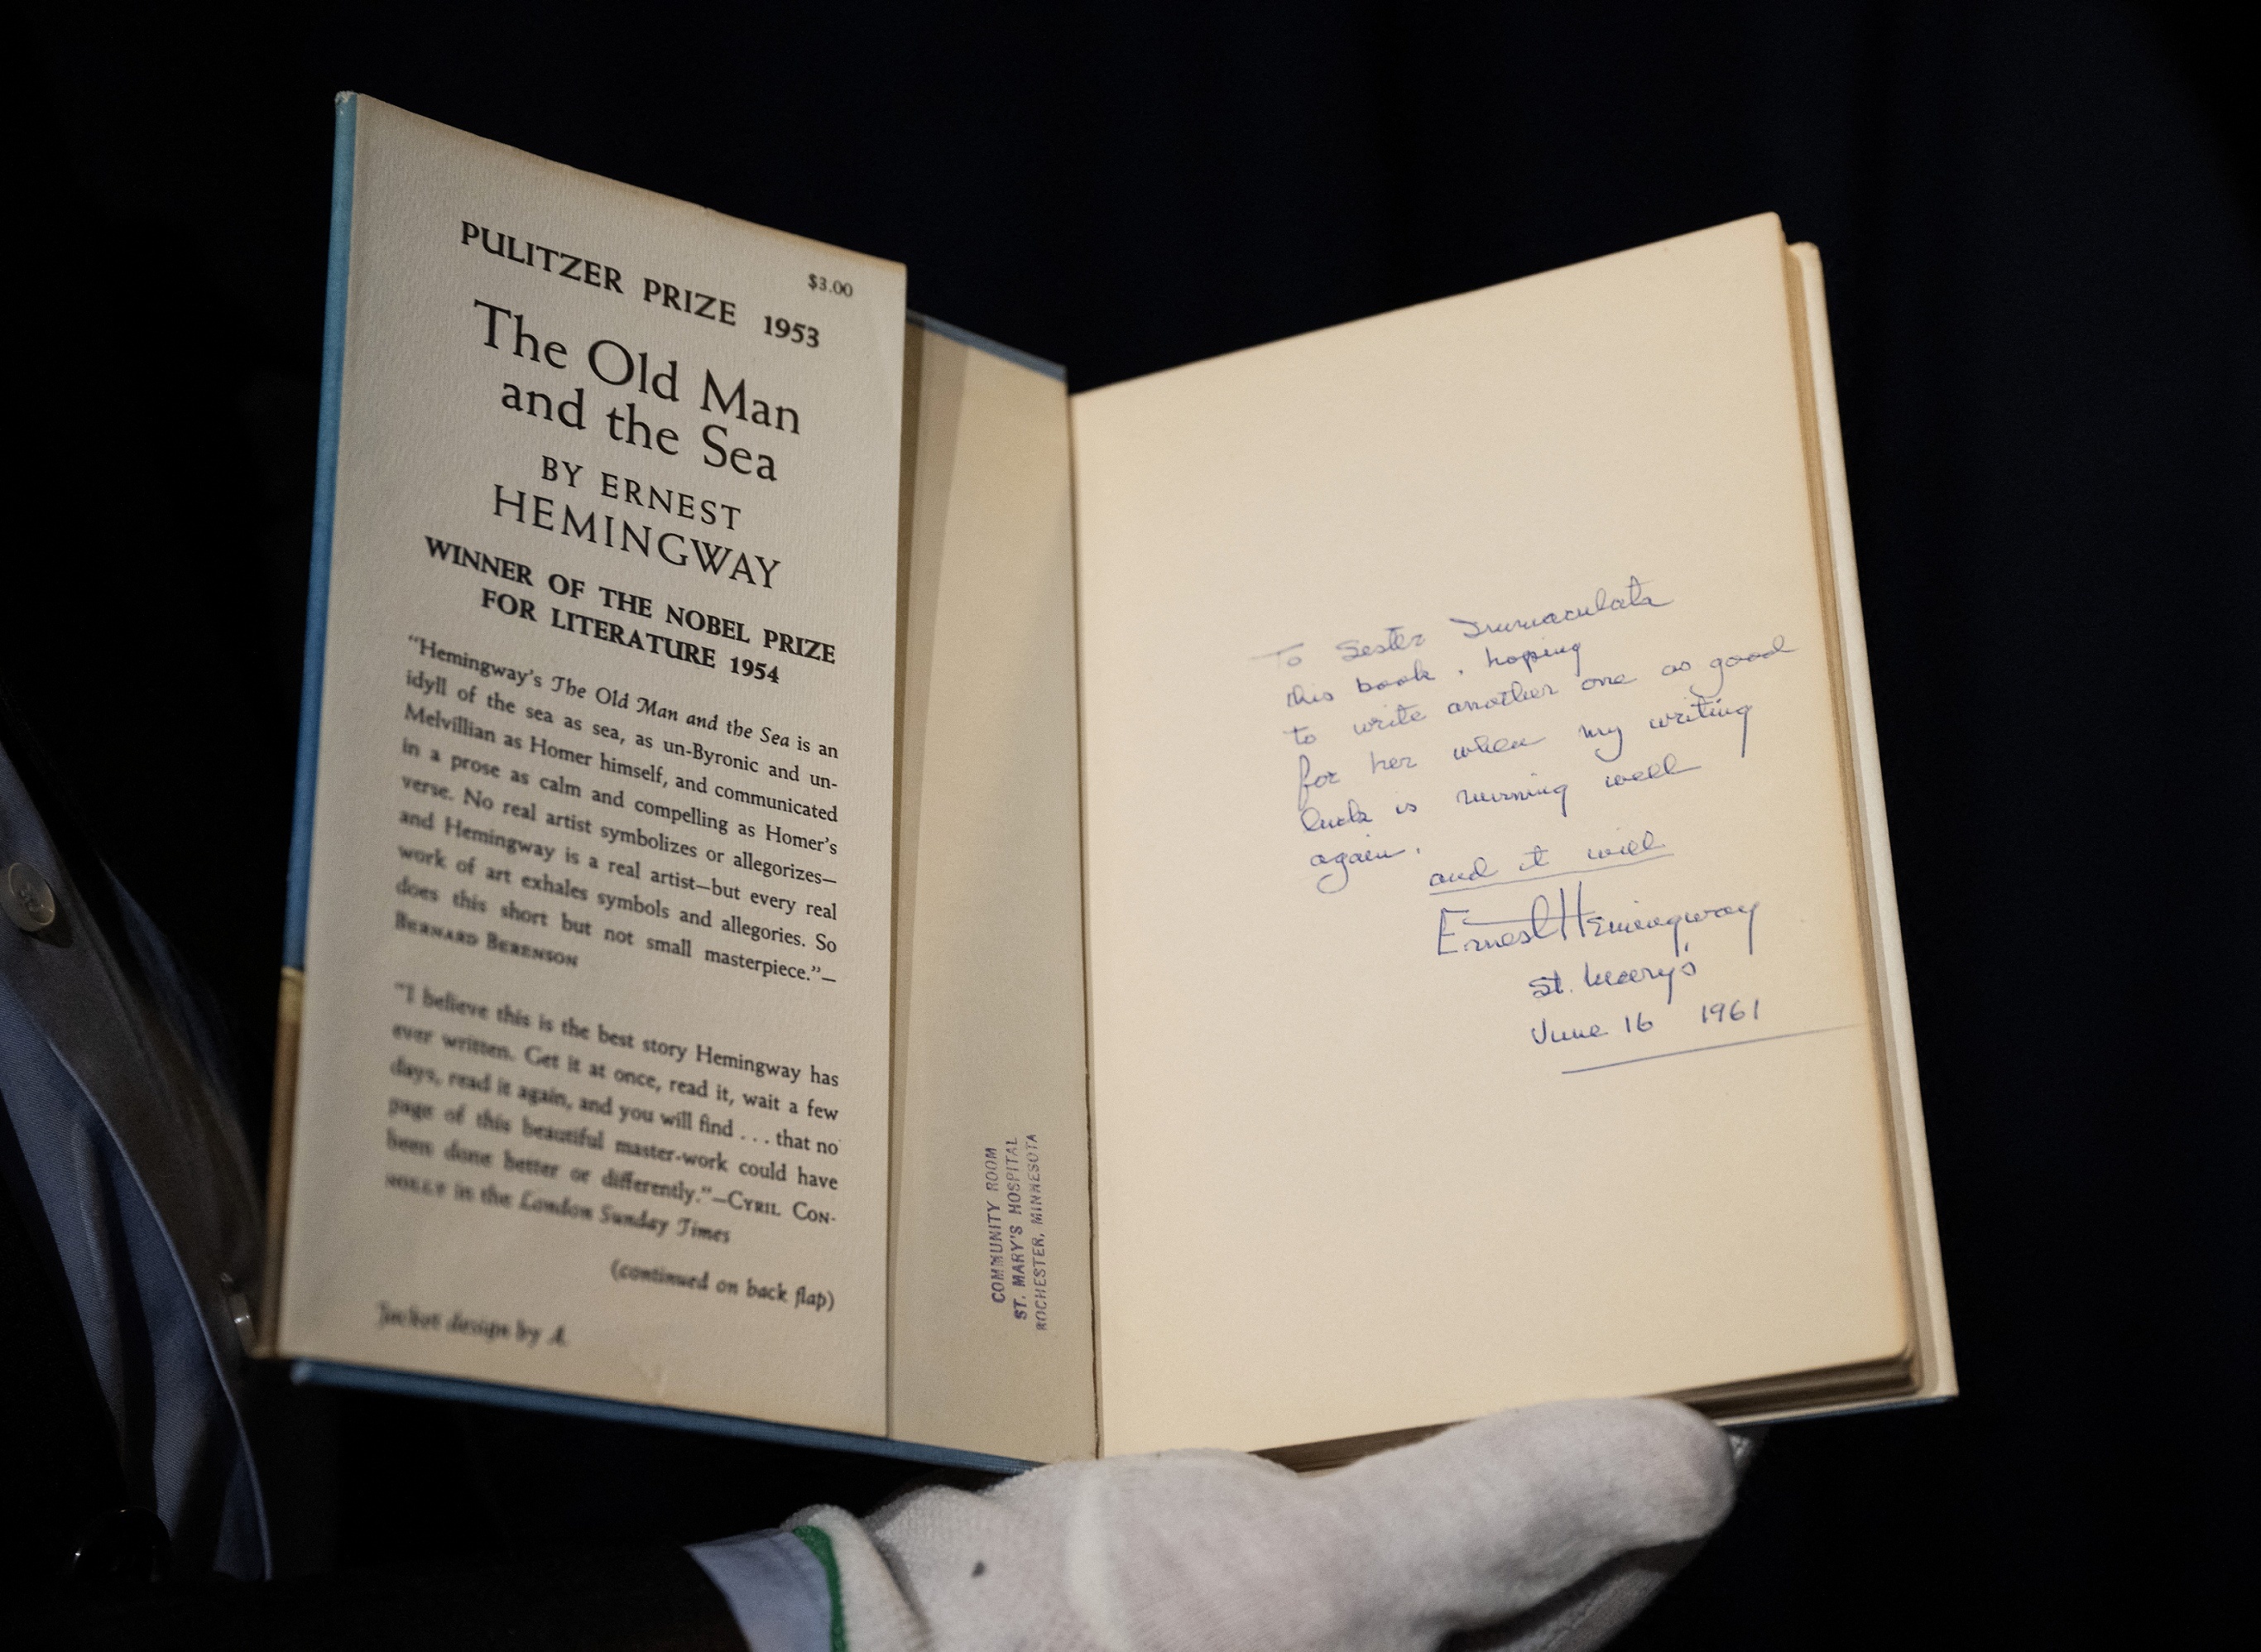 PULITZER PRIZE 1953
$3.00
The Old Man
and the Sea
BY ERNEST
HEMINGWAY
WINNER OF THE NOBEL PRIZE
FOR LITERATURE 1954
“Hemingway’s The Old Man and the Sea is an
idyll of the sea as sea, as un-Byronic and un-
Melvillian as Homer himself, and communicated
in a prose as calm and compelling as Homer’s
verse. No real artist symbolizes or allegorizes—
and Hemingway is a real artist—but every real
work of art exhales symbols and allegories. So
does this short but not small masterpiece.”—
BERNARD BERENSON
“I believe this is the best story Hemingway has
ever written. Get it at once, read it, wait a few
days, read it again, and you will find . . . that no
page of this beautiful master-work could have
been done better or differently.”—CYRIL CON-
NOLLY in the London Sunday Times
(continued on back flap)
Jacket design by A.
COMMUNITY ROOM
ST. MARY'S HOSPITAL
ROCHESTER, MINNESOTA
To Sister Immaculata
this book, hoping
to write another one as good
for her when my writing
luck is running well
again.
and it will
Ernest Hemingway
St. Mary's
June 16 1961